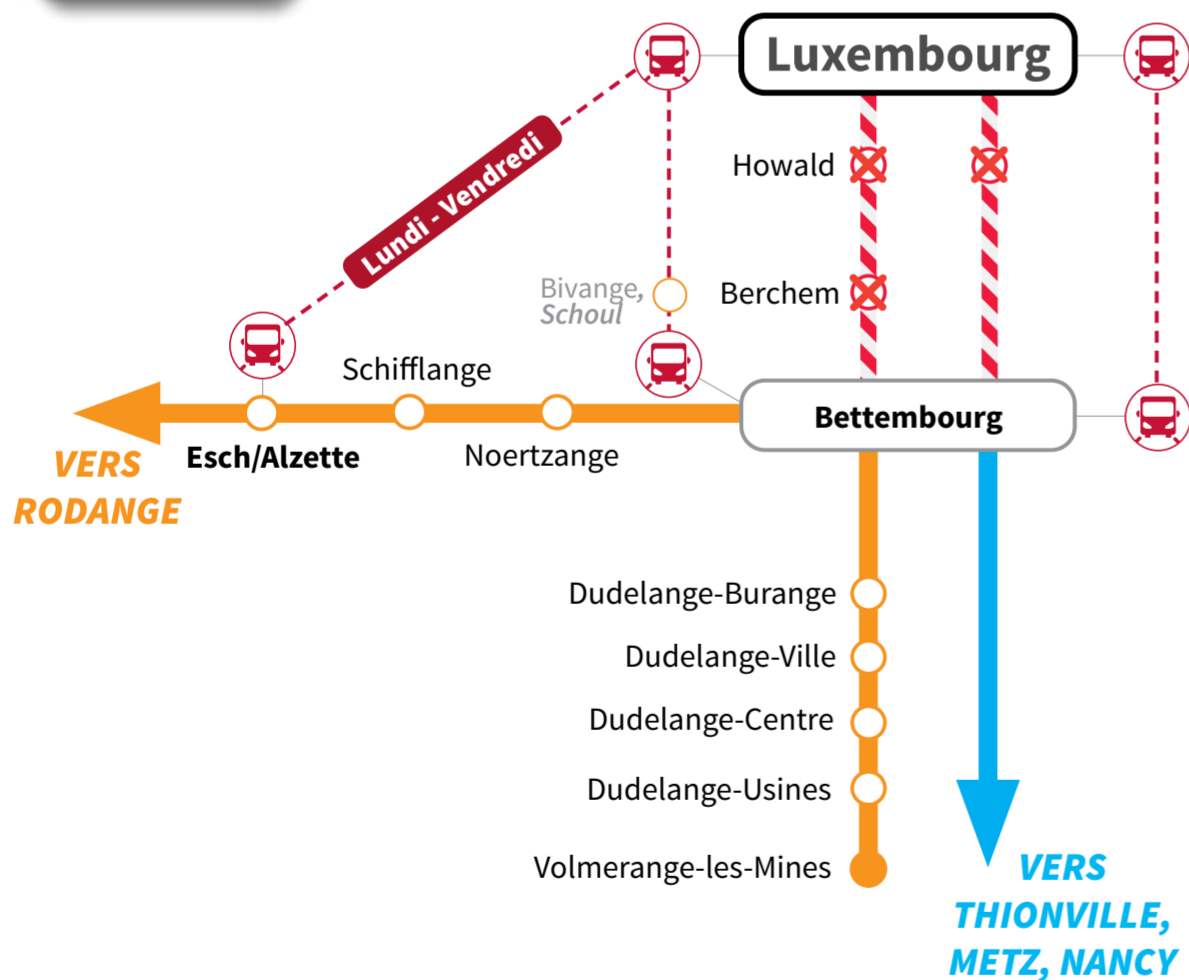 Luxembourg
Howald
Lundi - Vendredi
Bivange,
Schoul
Berchem
Schifflange
Bettembourg
Esch/Alzette
Noertzange
VERS
RODANGE
Dudelange-Burange
Dudelange-Ville
Dudelange-Centre
Dudelange-Usines
Volmerange-les-Mines
VERS
THIONVILLE,
METZ, NANCY